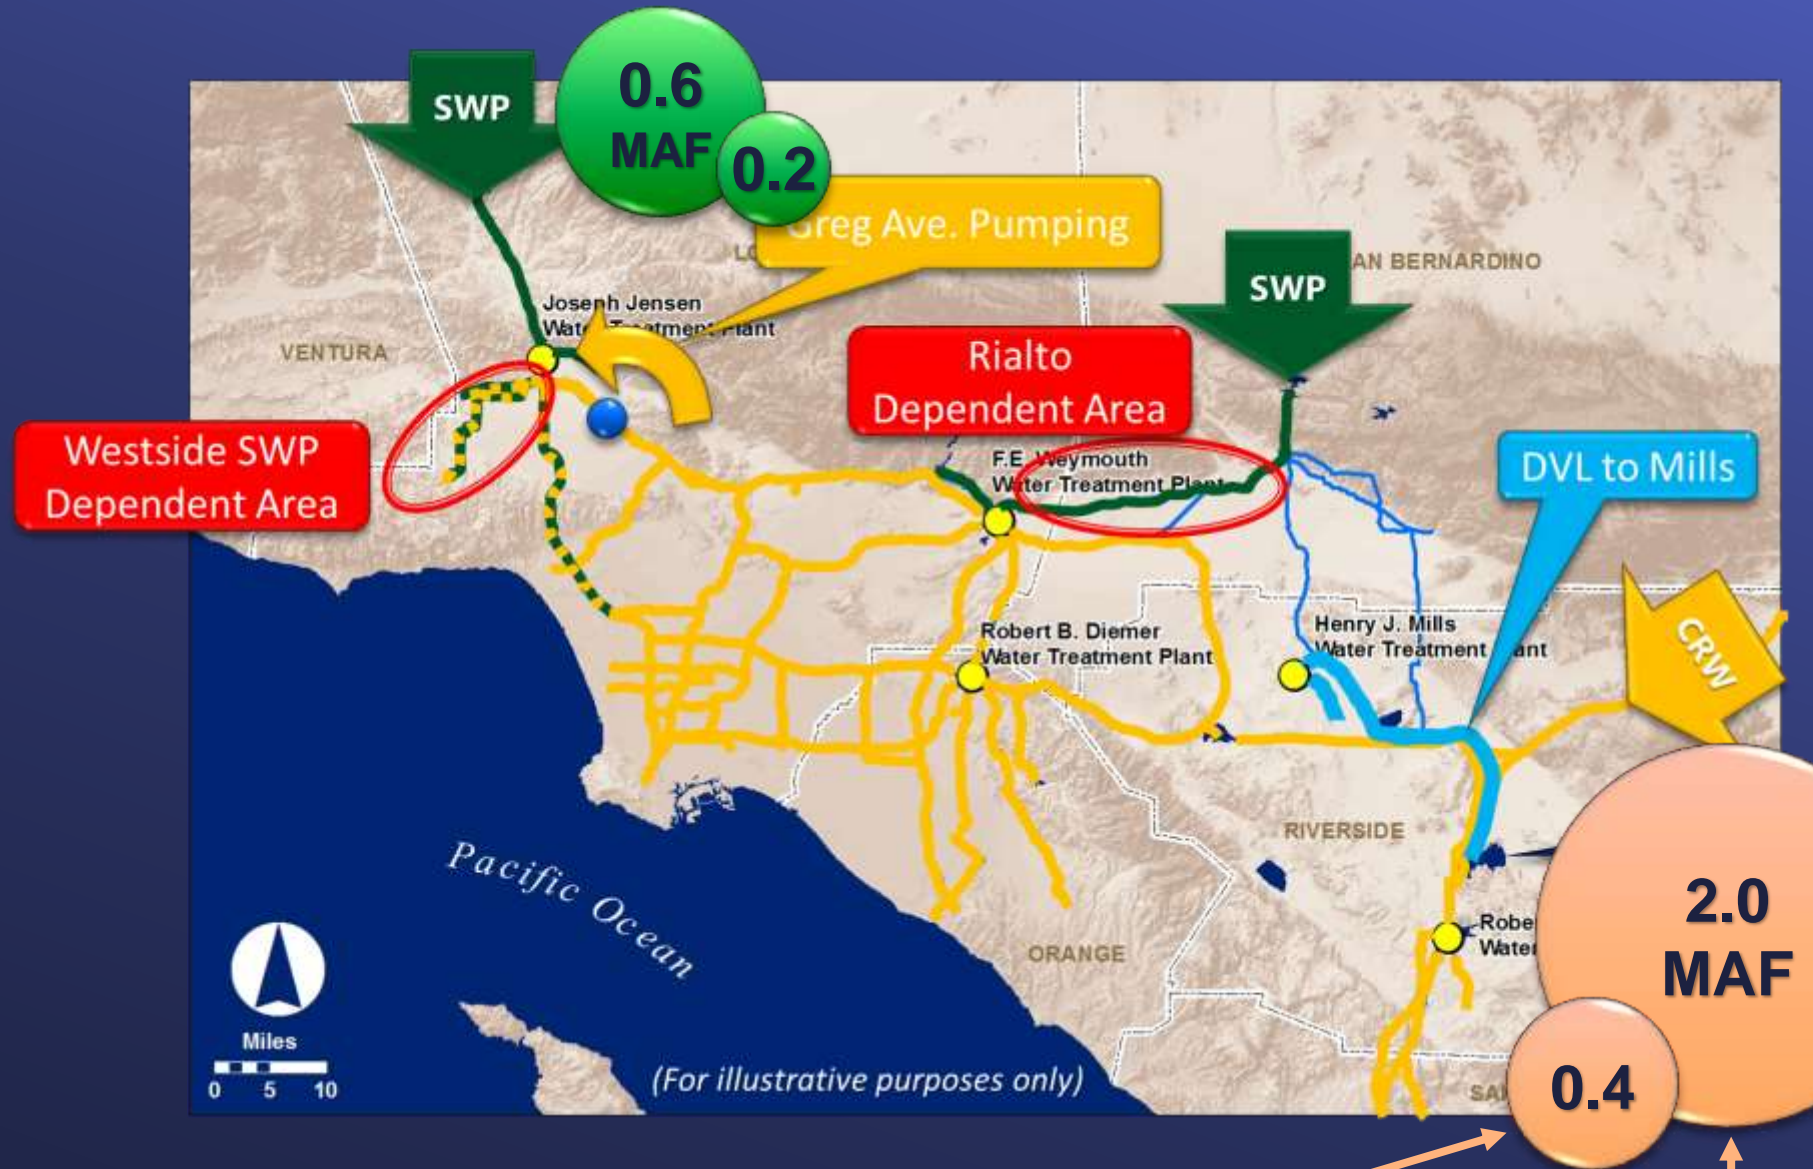 SWP
0.6
MAF
0.2
Greg Ave. Pumping
SWP
AN BERNARDINO
Joseph Jensen
Water Treatment Plant
VENTURA
Rialto
Dependent Area
Westside SWP
Dependent Area
F.E. Weymouth
Water Treatment Plant
DVL to Mills
CRW
Robert B. Diemer
Water Treatment Plant
Henry J. Mills
Water Treatment Plant
RIVERSIDE
Pacific Ocean
ORANGE
2.0
MAF
0.4
Miles
0 5 10
(For illustrative purposes only)